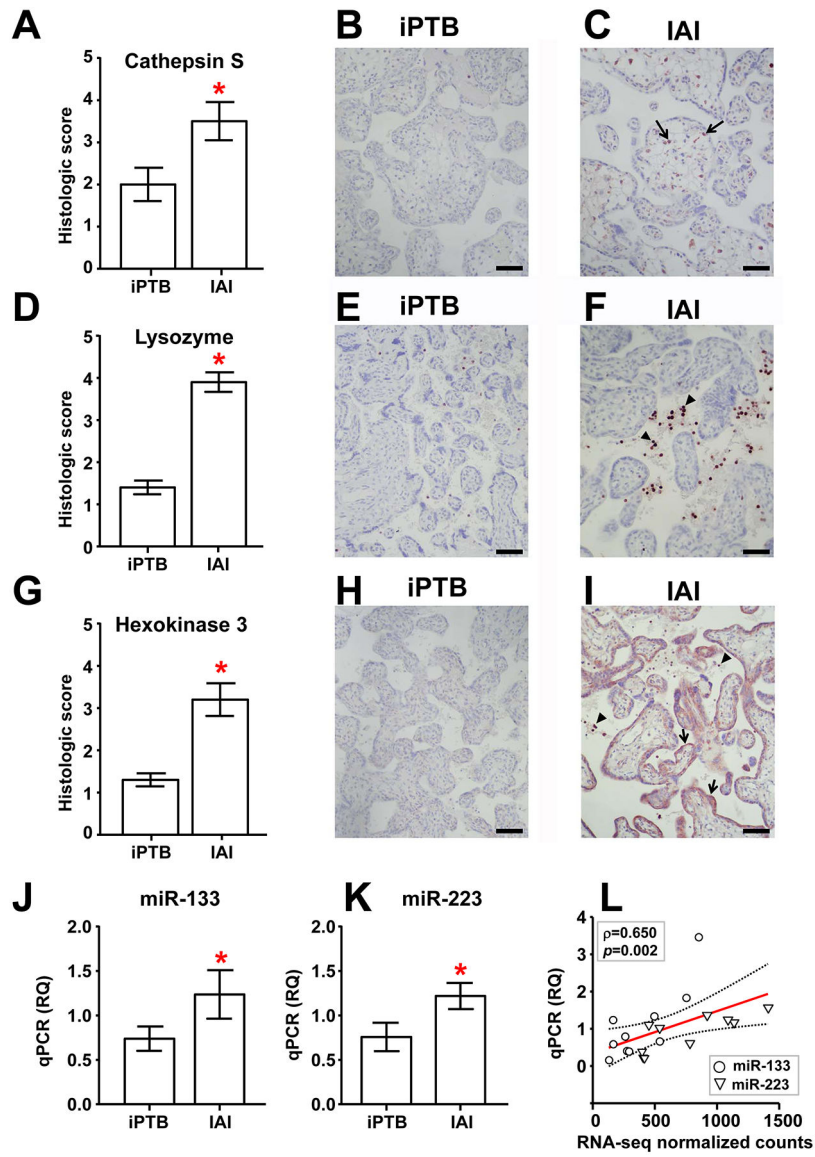 A
B
iPTB
C
IAI
Cathepsin S
*
Histologic score
5
4
3
2
1
0
iPTB
IAI
D
E
iPTB
F
IAI
Lysozyme
*
Histologic score
5
4
3
2
1
0
iPTB
IAI
G
H
iPTB
I
IAI
Hexokinase 3
*
Histologic score
5
4
3
2
1
0
iPTB
IAI
J
miR-133
*
qPCR (RQ)
2.0
1.5
1.0
0.5
0.0
iPTB
IAI
K
miR-223
*
qPCR (RQ)
2.0
1.5
1.0
0.5
0.0
iPTB
IAI
L
ρ=0.650
p=0.002
qPCR (RQ)
4
3
2
1
0
miR-133
miR-223
0 500 1000 1500
RNA-seq normalized counts